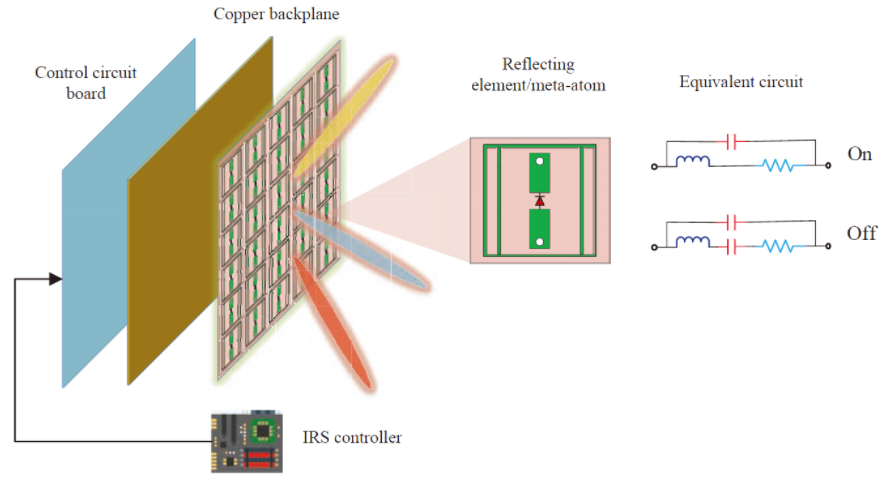 Copper backplane
Control circuit
board
Reflecting
element/meta-atom
Equivalent circuit
On
Off
IRS controller